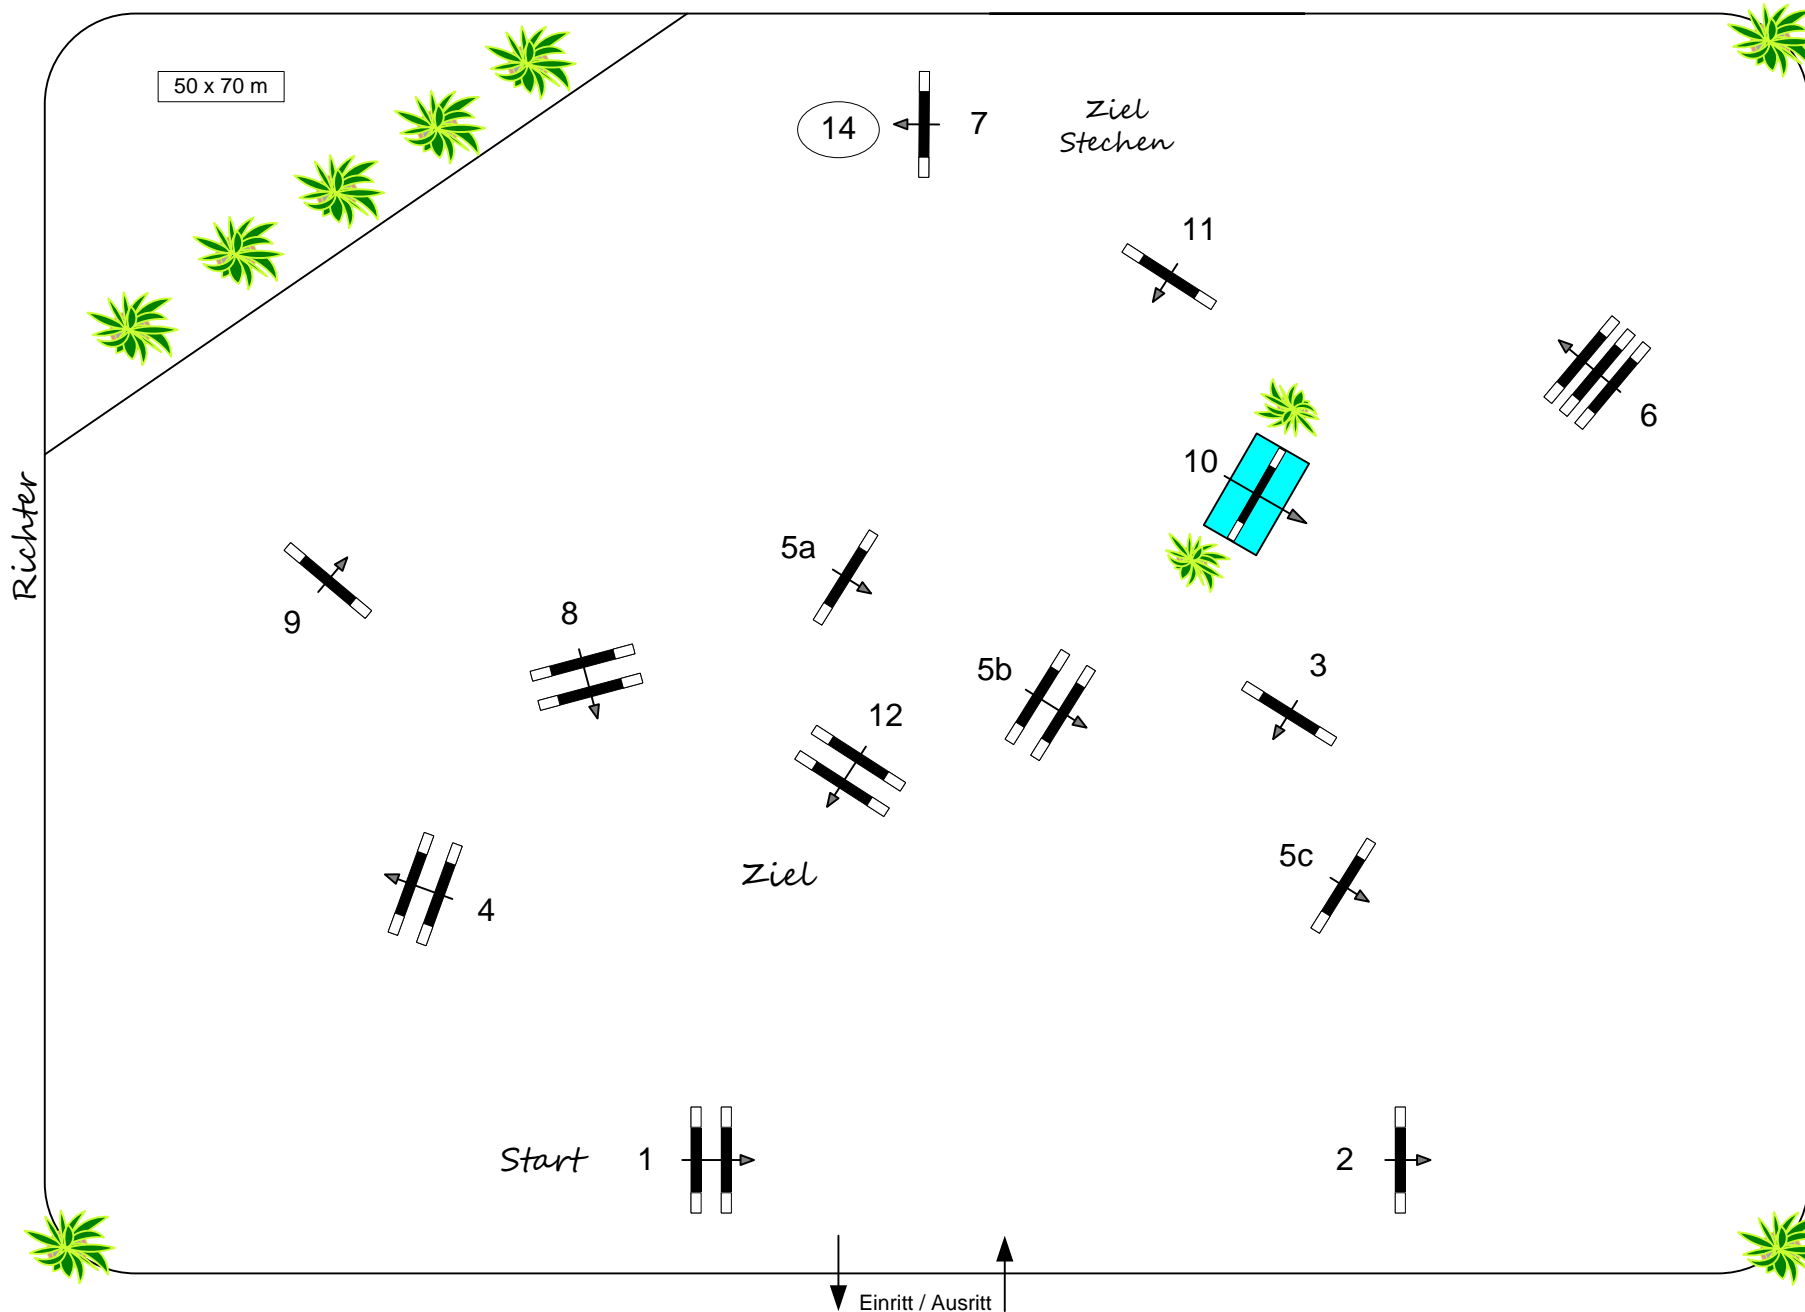 50 x 70 m
14
7
Ziel
Stechen
11
6
10
Richter
5a
9
8
5b
3
12
4
Ziel
5c
Start
1
2
Einritt / Ausritt